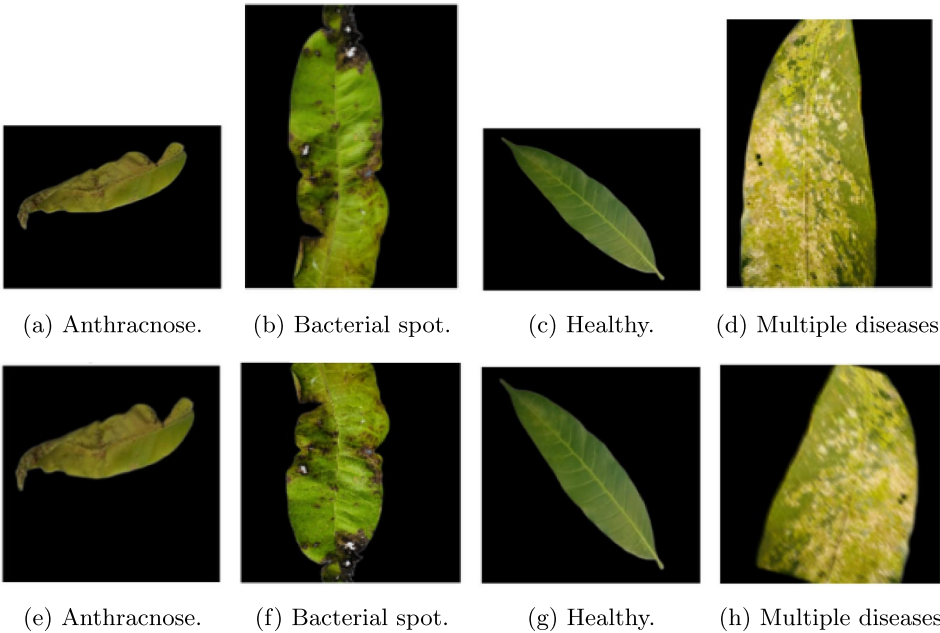 (a) Anthracnose.
(b) Bacterial spot.
(c) Healthy.
(d) Multiple diseases
(e) Anthracnose.
(f) Bacterial spot.
(g) Healthy.
(h) Multiple diseases